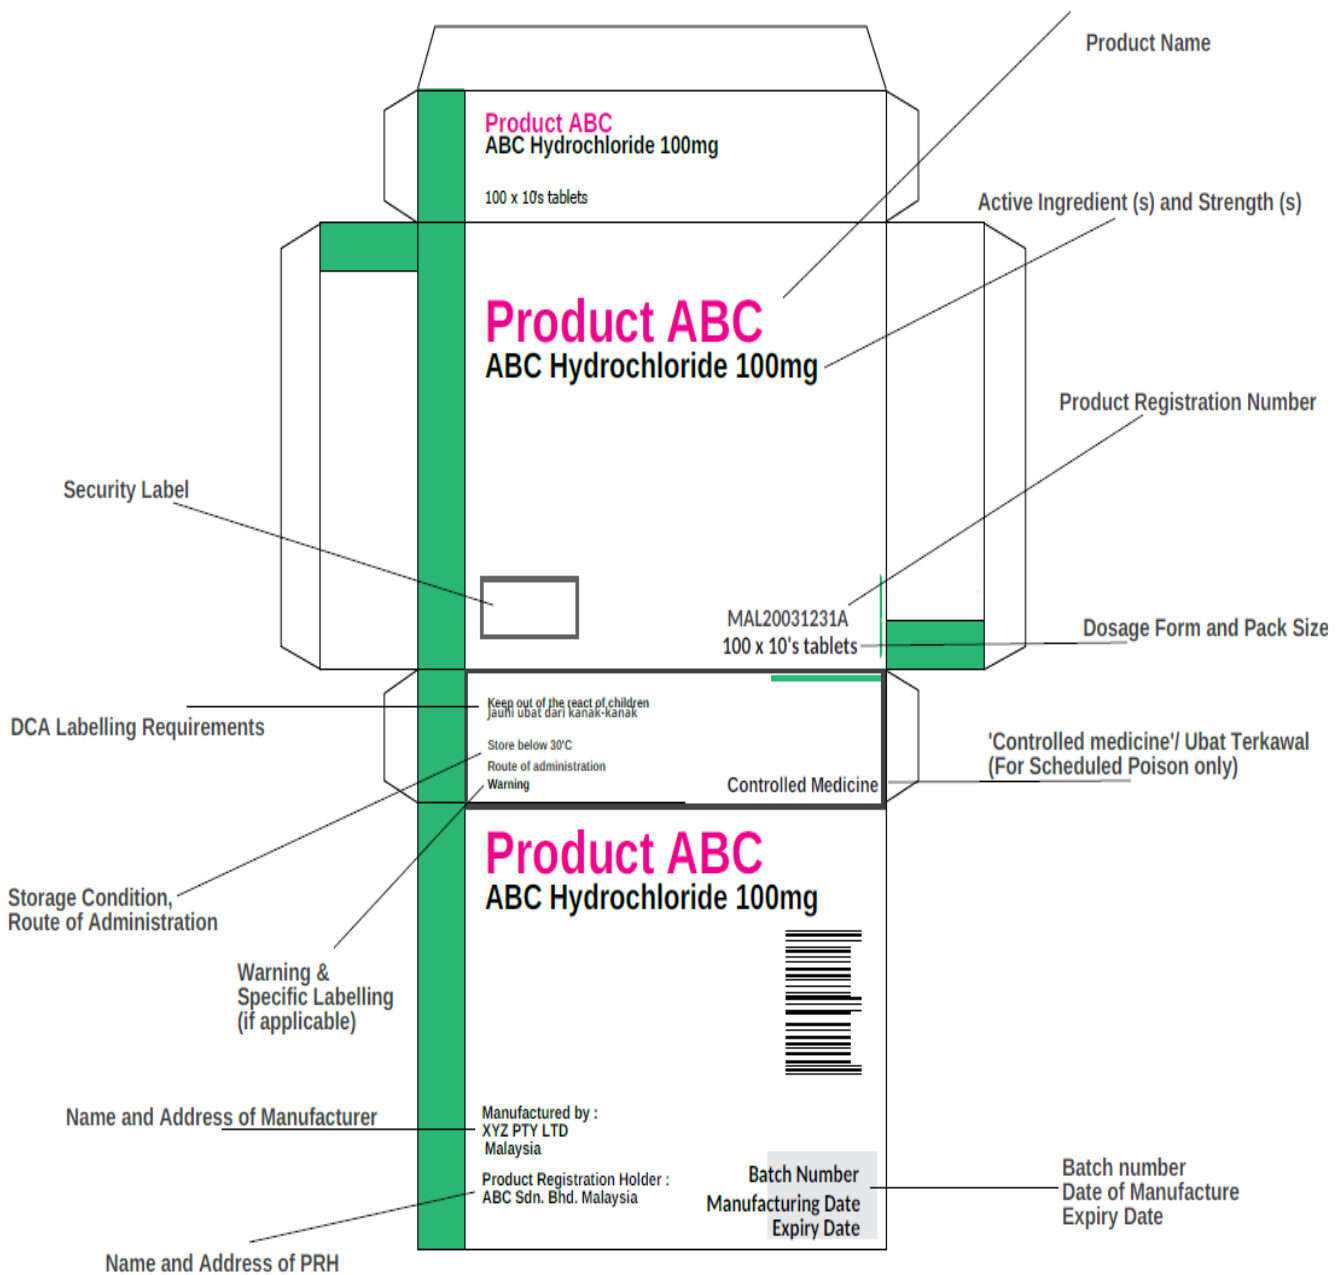 Product Name
Product ABC
ABC Hydrochloride 100mg
100 x 10's tablets
Active Ingredient (s) and Strength (s)
Product ABC
ABC Hydrochloride 100mg
Product Registration Number
Security Label
MAL20031231A
100 x 10's tablets
Dosage Form and Pack Size
Keep out of the react of children
Jauhi ubat dari kanak-kanak
DCA Labelling Requirements
Store below 30'C
Route of administration
Warning
Controlled Medicine
'Controlled medicine'/ Ubat Terkawal
(For Scheduled Poison only)
Product ABC
ABC Hydrochloride 100mg
Storage Condition,
Route of Administration
Warning &
Specific Labelling
(if applicable)
Name and Address of Manufacturer
Manufactured by :
XYZ PTY LTD
Malaysia
Product Registration Holder :
ABC Sdn. Bhd. Malaysia
Batch Number
Manufacturing Date
Expiry Date
Batch number
Date of Manufacture
Expiry Date
Name and Address of PRH